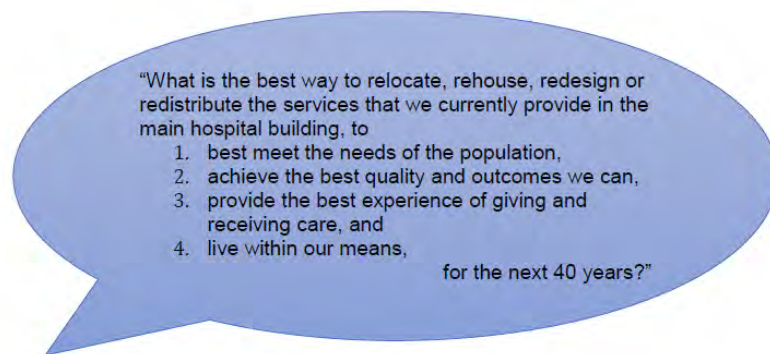 “What is the best way to relocate, rehouse, redesign or
redistribute the services that we currently provide in the
main hospital building, to
1. best meet the needs of the population,
2. achieve the best quality and outcomes we can,
3. provide the best experience of giving and
receiving care, and
4. live within our means,
for the next 40 years?”